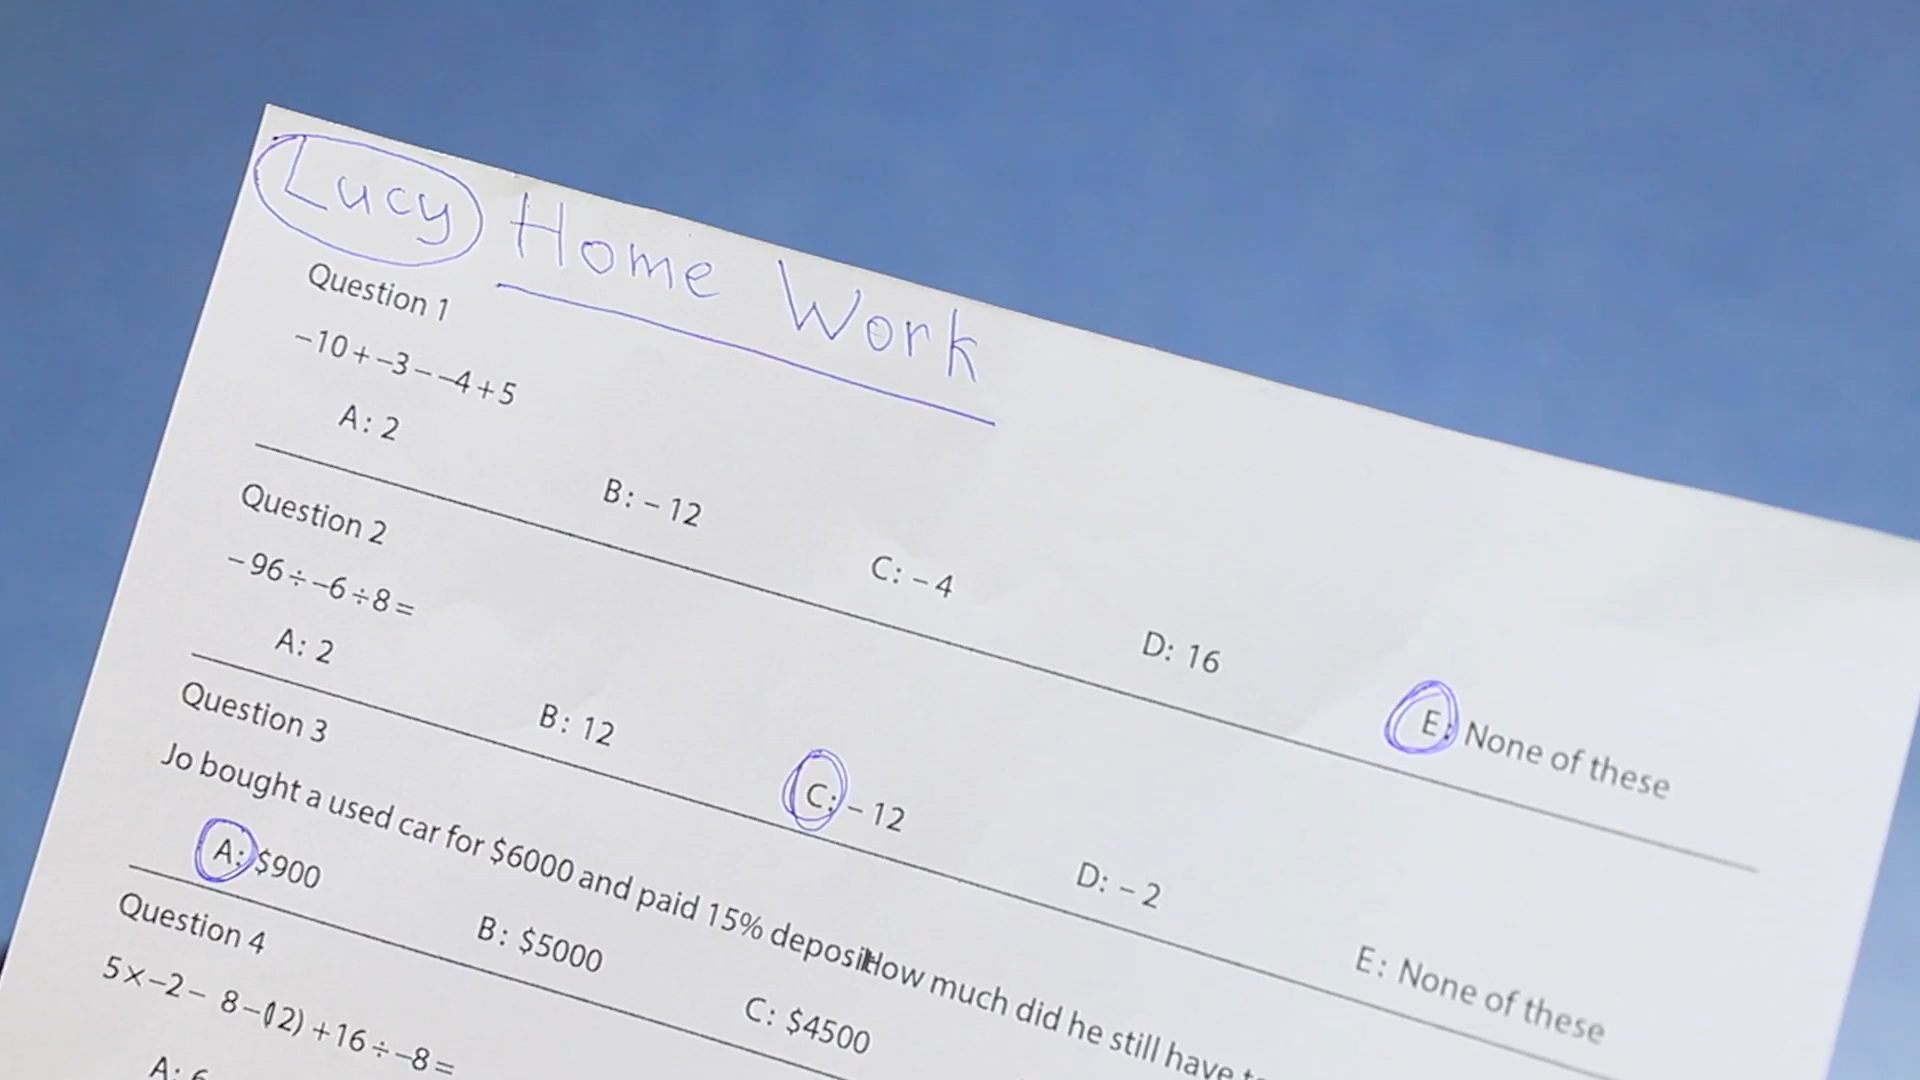 Lucy Home Work
Question 1
–10 + –3 – –4 + 5
A: 2 B: – 12 C: – 4 D: 16 E: None of these
Question 2
– 96 ÷ –6 ÷ 8 =
A: 2 B: 12 C: – 12 D: – 2 E: None of these
Question 3
Jo bought a used car for $6000 and paid 15% deposit How much did he still have
A: $900 B: $5000 C: $4500
Question 4
5 × –2 – 8 – (12) + 16 ÷ –8 =
A: 6